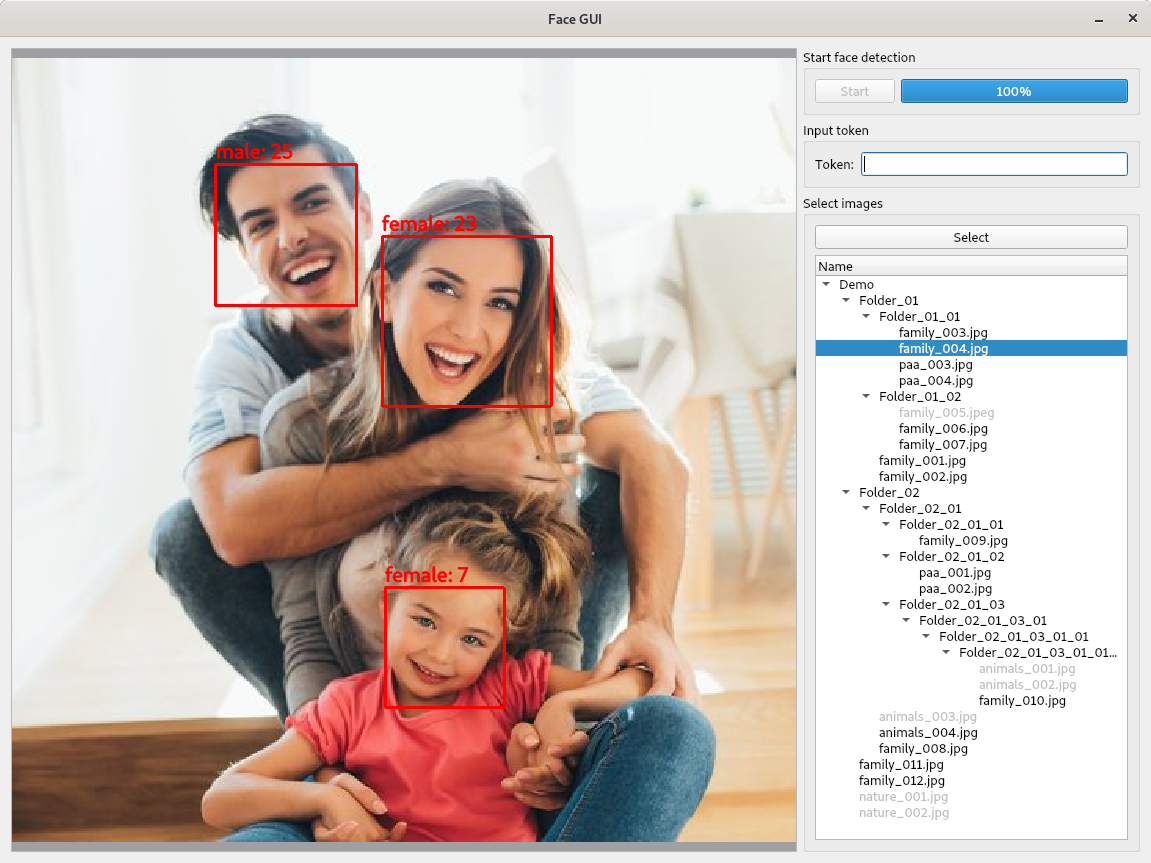 Face GUI
male: 25
female: 23
female: 7
Start face detection
Start
100%
Input token
Token:
Select images
Select
Name
Demo
Folder_01
Folder_01_01
family_003.jpg
family_004.jpg
paa_003.jpg
paa_004.jpg
Folder_01_02
family_005.jpeg
family_006.jpg
family_007.jpg
family_001.jpg
family_002.jpg
Folder_02
Folder_02_01
Folder_02_01_01
family_009.jpg
Folder_02_01_02
paa_001.jpg
paa_002.jpg
Folder_02_01_03
Folder_02_01_03_01
Folder_02_01_03_01_01
Folder_02_01_03_01_01...
animals_001.jpg
animals_002.jpg
family_010.jpg
animals_003.jpg
animals_004.jpg
family_008.jpg
family_011.jpg
family_012.jpg
nature_001.jpg
nature_002.jpg